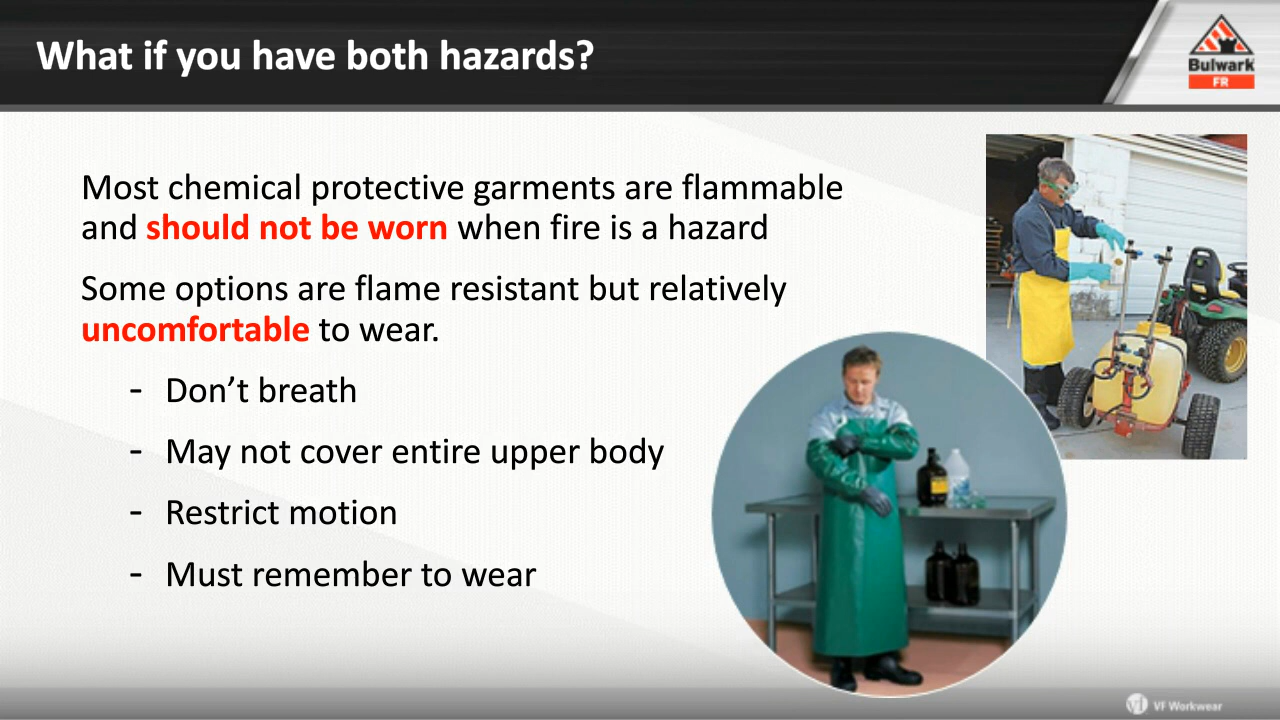 What if you have both hazards?
Bulwark
FR
Most chemical protective garments are flammable
and should not be worn when fire is a hazard
Some options are flame resistant but relatively
uncomfortable to wear.
- Don’t breath
- May not cover entire upper body
- Restrict motion
- Must remember to wear
vf VF Workwear